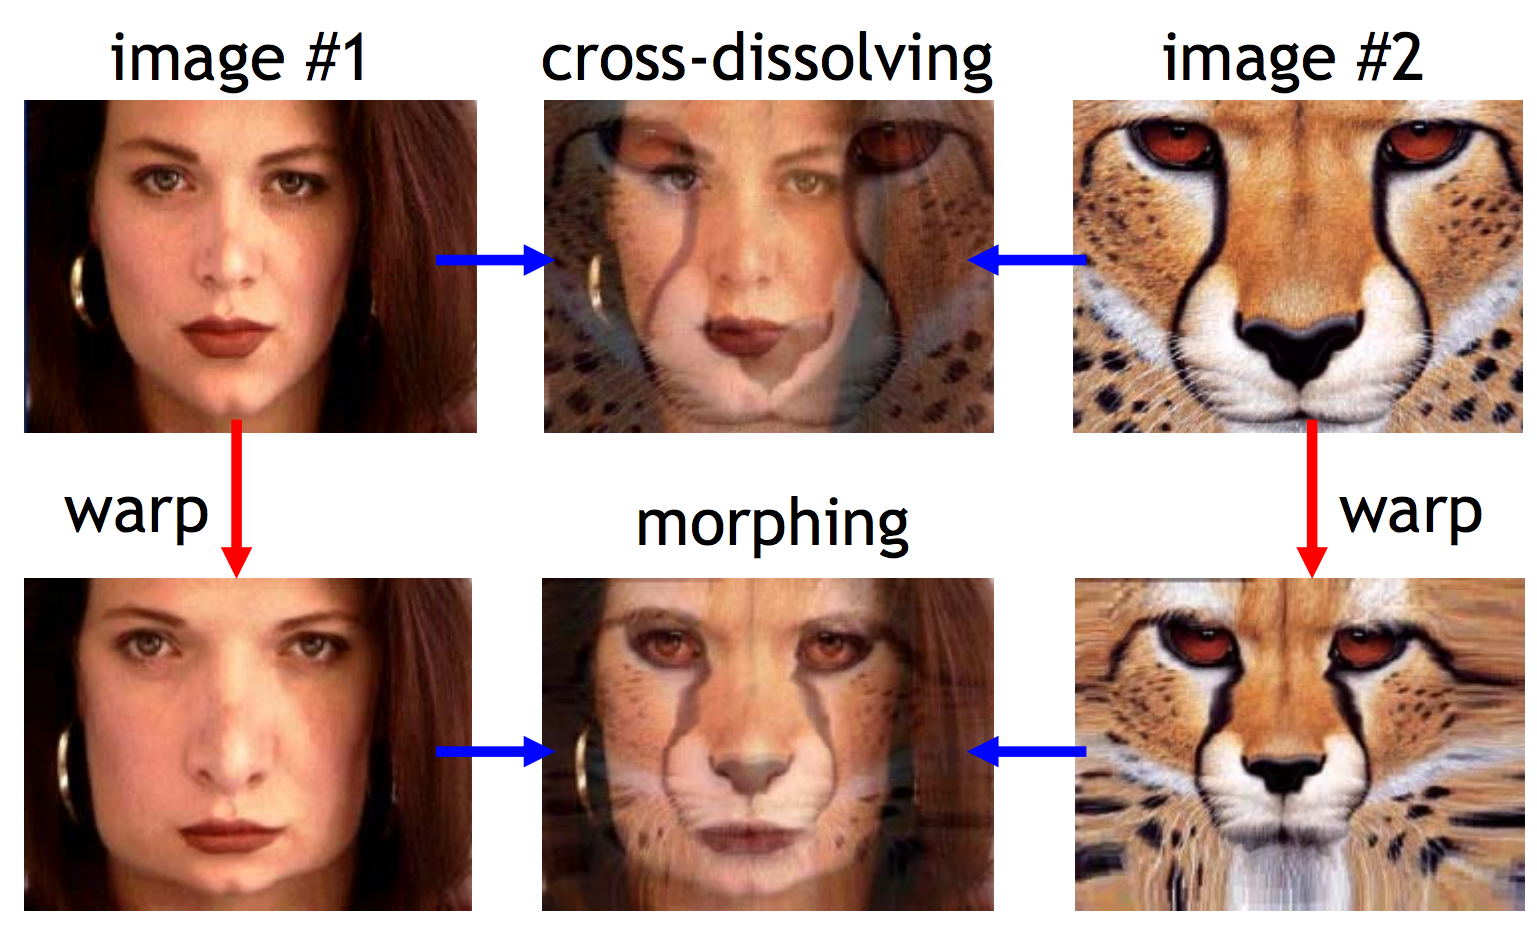 image #1
cross-dissolving
image #2
warp
morphing
warp